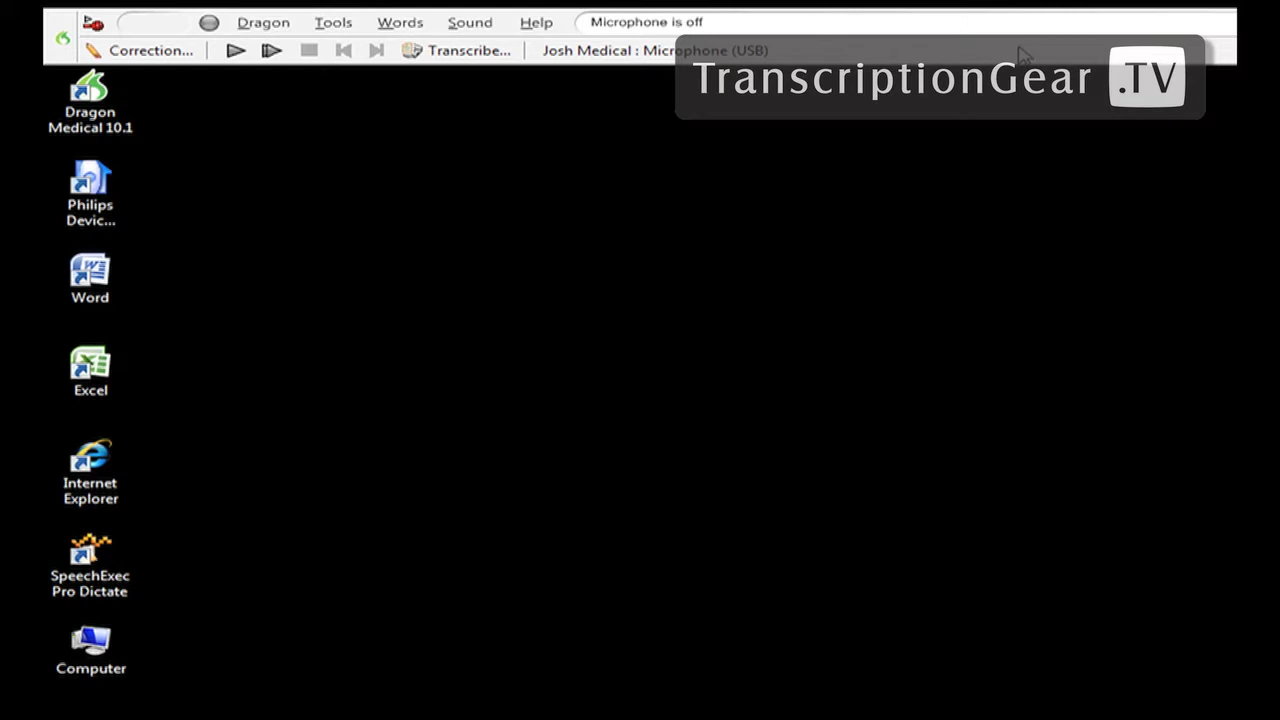 Dragon Tools Words Sound Help Microphone is off
Correction... Transcribe... Josh Medical : Microphone (USB)
TranscriptionGear .TV
Dragon
Medical 10.1
Philips
Devic...
Word
Excel
Internet
Explorer
SpeechExec
Pro Dictate
Computer